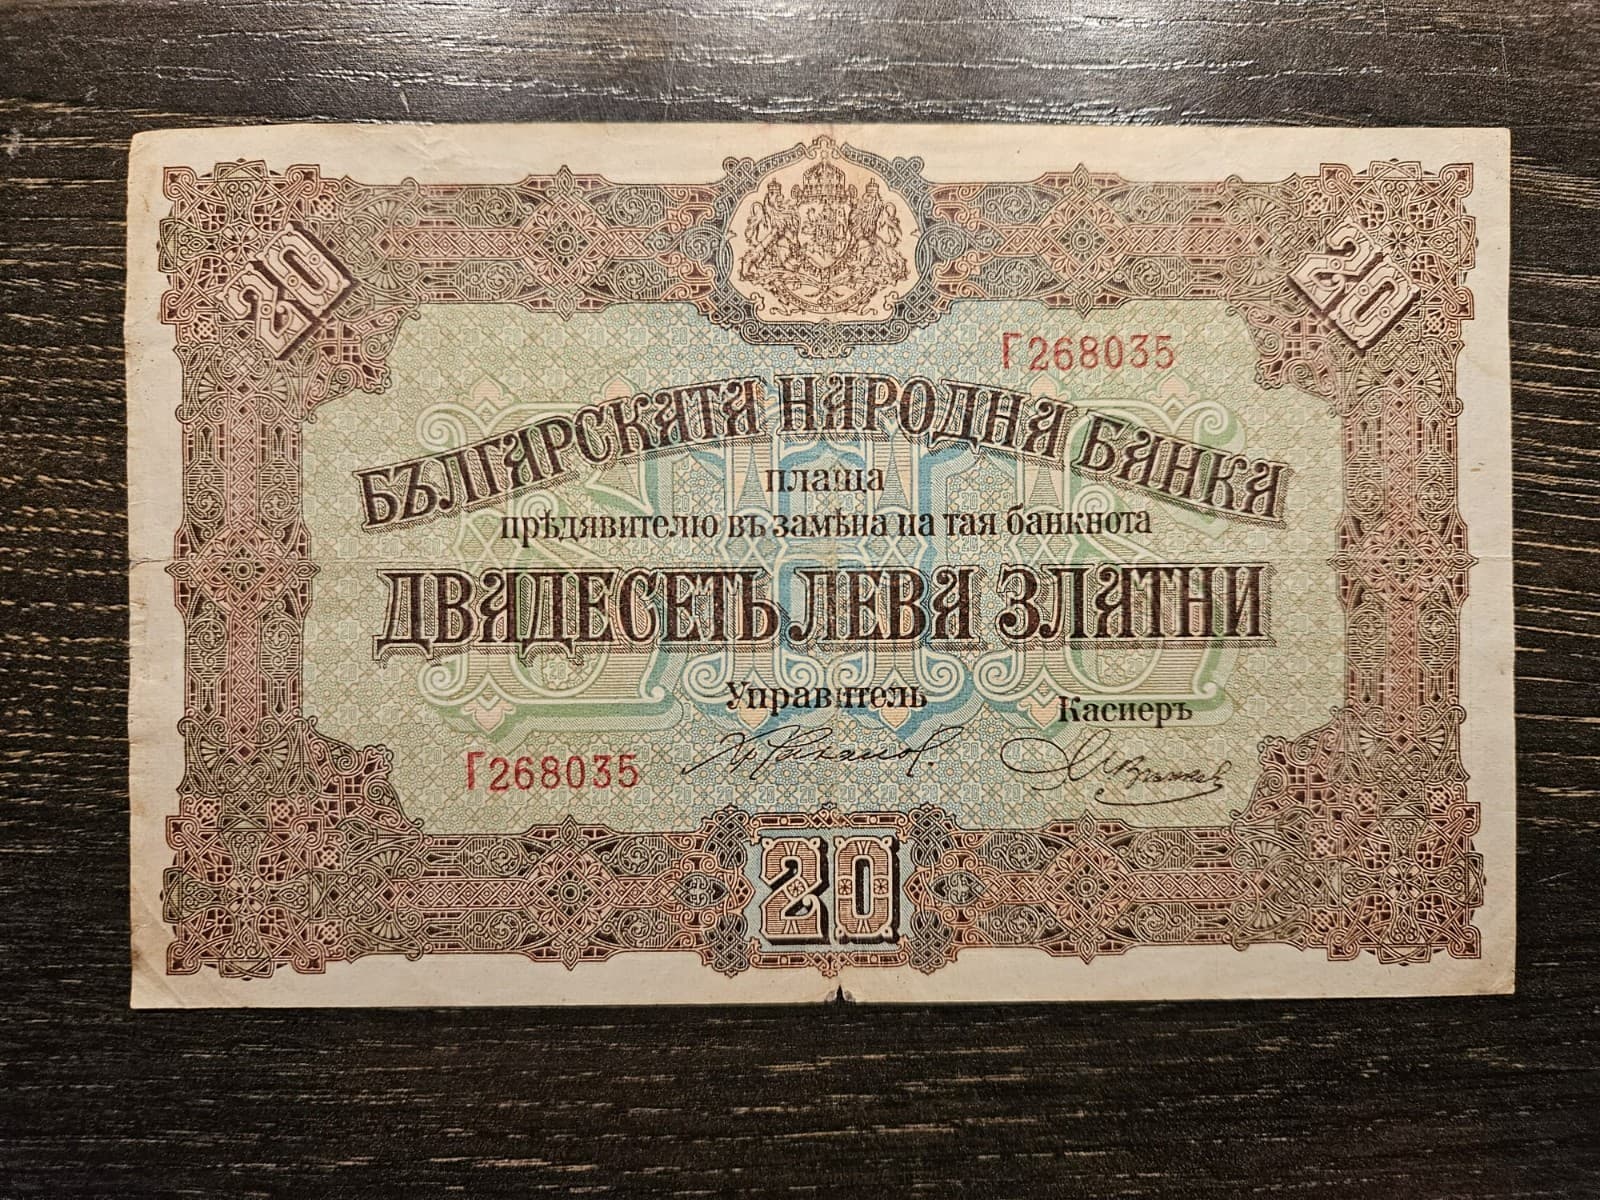 20 20
Г268035
БЪЛГАРСКАТА НАРОДНА БАНКА
плаща
прѣдявителю въ замѣна на тая банкнота
ДВАДЕСЕТЬ ЛЕВА ЗЛАТНИ
Управитель Касиеръ
Г268035
20